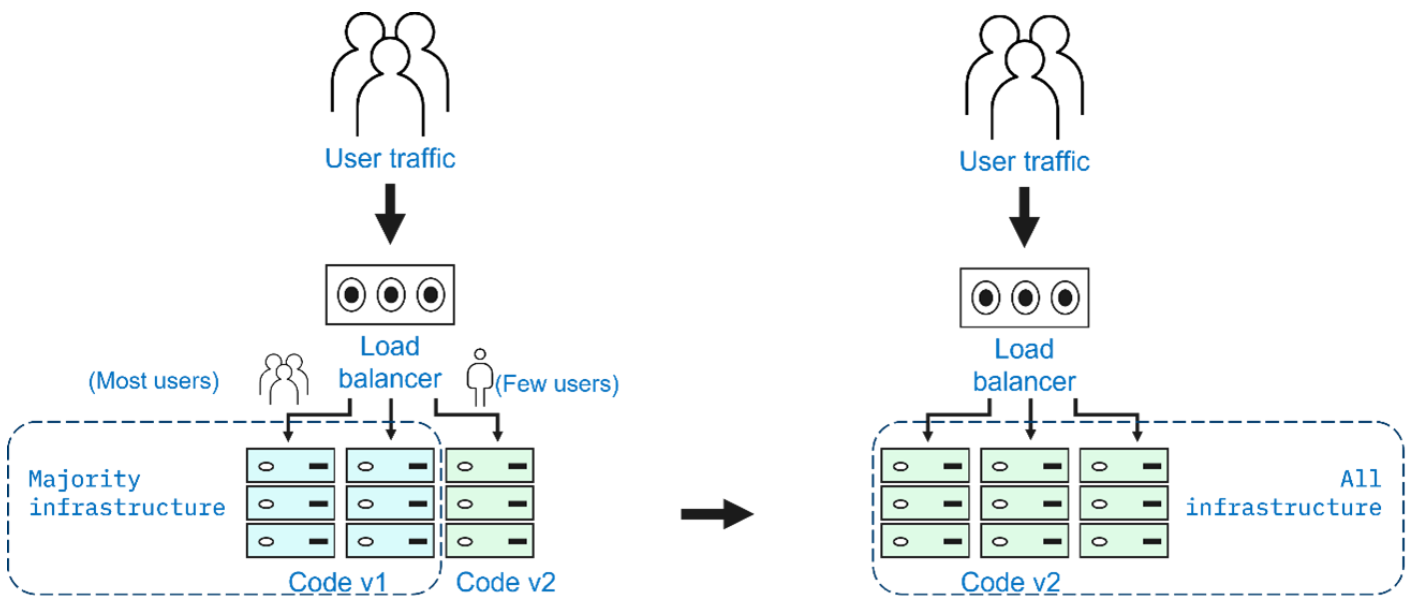 User traffic
Load
balancer
(Most users)
(Few users)
Majority
infrastructure
Code v1
Code v2
User traffic
Load
balancer
All
infrastructure
Code v2